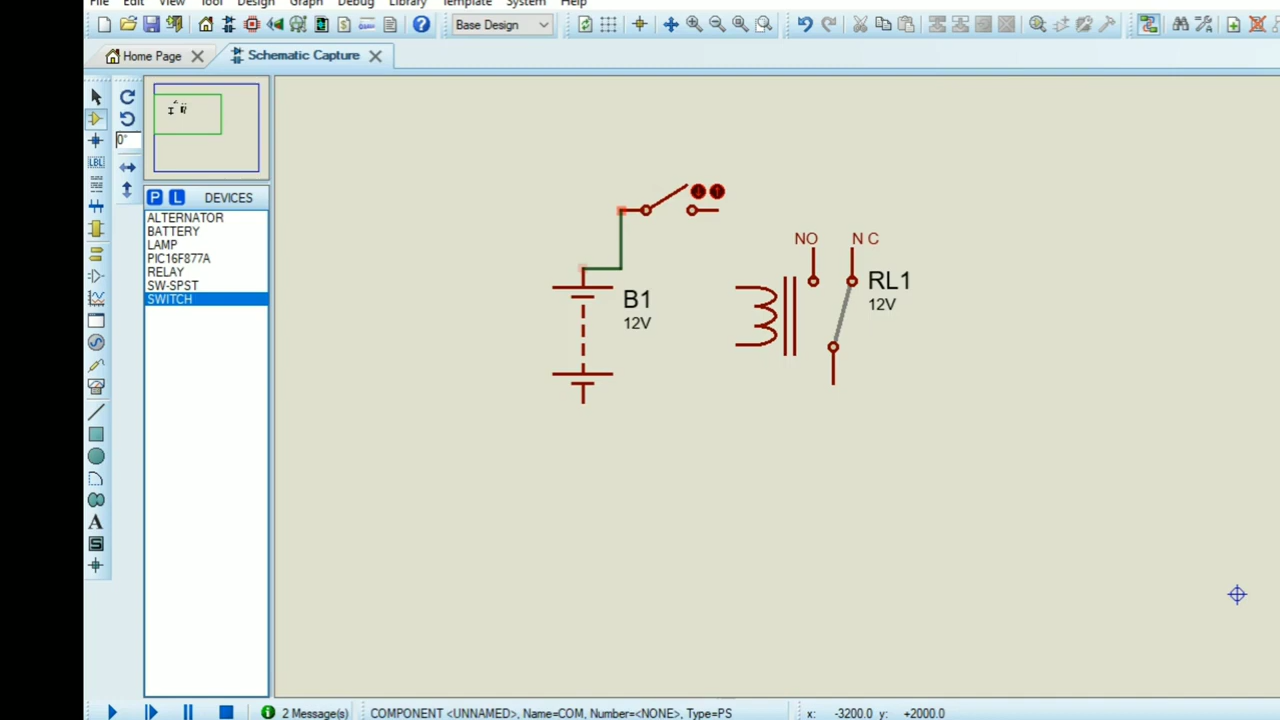 File Edit View Tool Design Graph Debug Library Template System Help
Base Design
Home Page
Schematic Capture
0°
LBL
P L DEVICES
ALTERNATOR
BATTERY
LAMP
PIC16F877A
RELAY
SW-SPST
SWITCH
A
S
NO
N C
RL1
12V
B1
12V
2 Message(s)
COMPONENT <UNNAMED>, Name=COM, Number=<NONE>, Type=PS
x: -3200.0 y: +2000.0